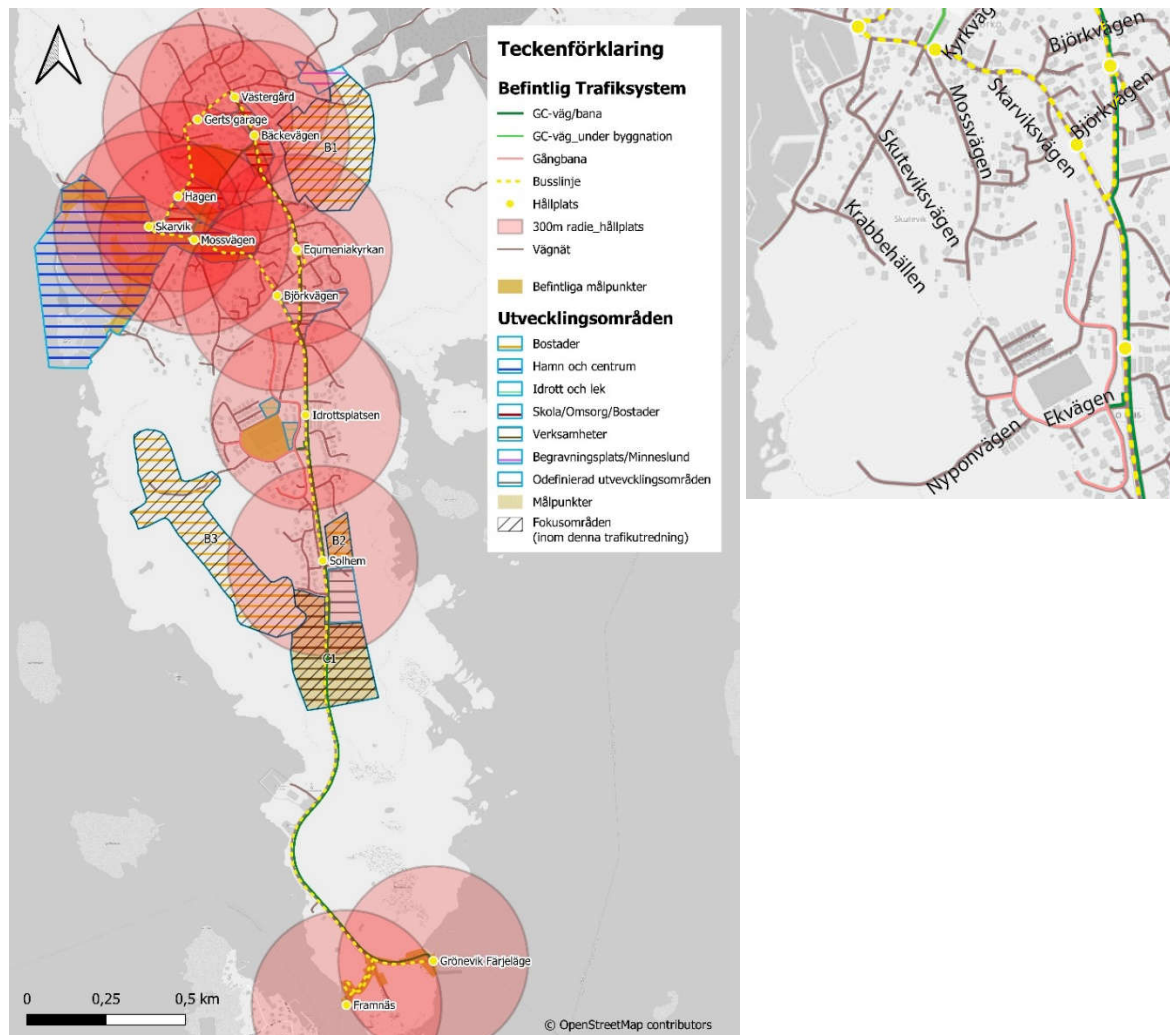 Teckenförklaring
Befintlig Trafiksystem
GC-väg/bana
GC-väg_under byggnation
Gångbana
Busslinje
Hållplats
300m radie_hållplats
Vägnät
Befintliga målpunkter
Utvecklingsområden
Bostader
Hamn och centrum
Idrott och lek
Skola/Omsorg/Bostader
Verksamheter
Begravningsplats/Minneslund
Odefinierad utvevcklingsområden
Målpunkter
Fokusområden
(inom denna trafikutredning)
Västergård
Gerts garage
Bäckevägen
B1
Hagen
Skarvik
Mossvägen
Equmeniakyrkan
Björkvägen
Idrottsplatsen
B3
B2
Solhem
C1
Grönevik Färjeläge
Framnäs
0 0,25 0,5 km
© OpenStreetMap contributors
Kyrkväg
Björkvägen
Mossvägen
Skarviksvägen
Björkvägen
Skuteviksvägen
Krabbehällen
Ekvägen
Nyponvägen